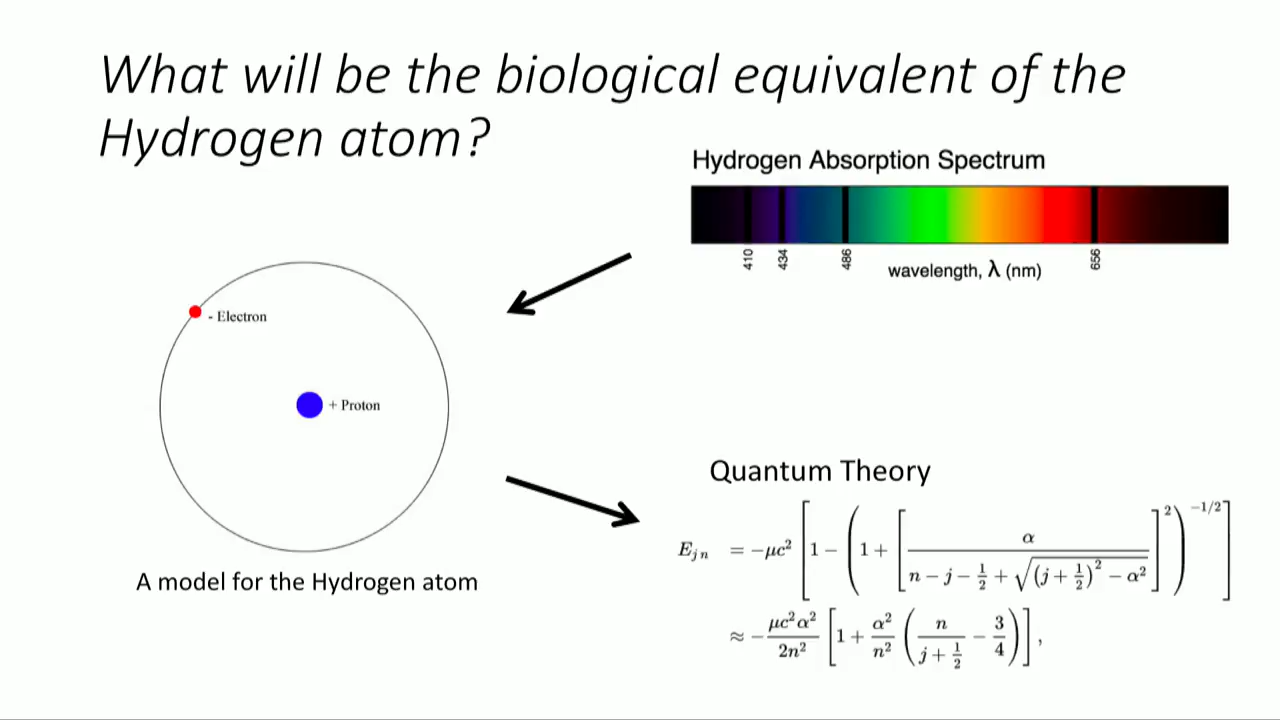 What will be the biological equivalent of the
Hydrogen atom?
Hydrogen Absorption Spectrum
410 434 486 656
wavelength, λ (nm)
- Electron
+ Proton
A model for the Hydrogen atom
Quantum Theory
E_{jn} = -μc² [1 - (1 + [α / (n - j - 1/2 + √((j + 1/2)² - α²))]²)^{-1/2}]
≈ - μc²α² / 2n² [1 + α²/n² (n / (j + 1/2) - 3/4)],